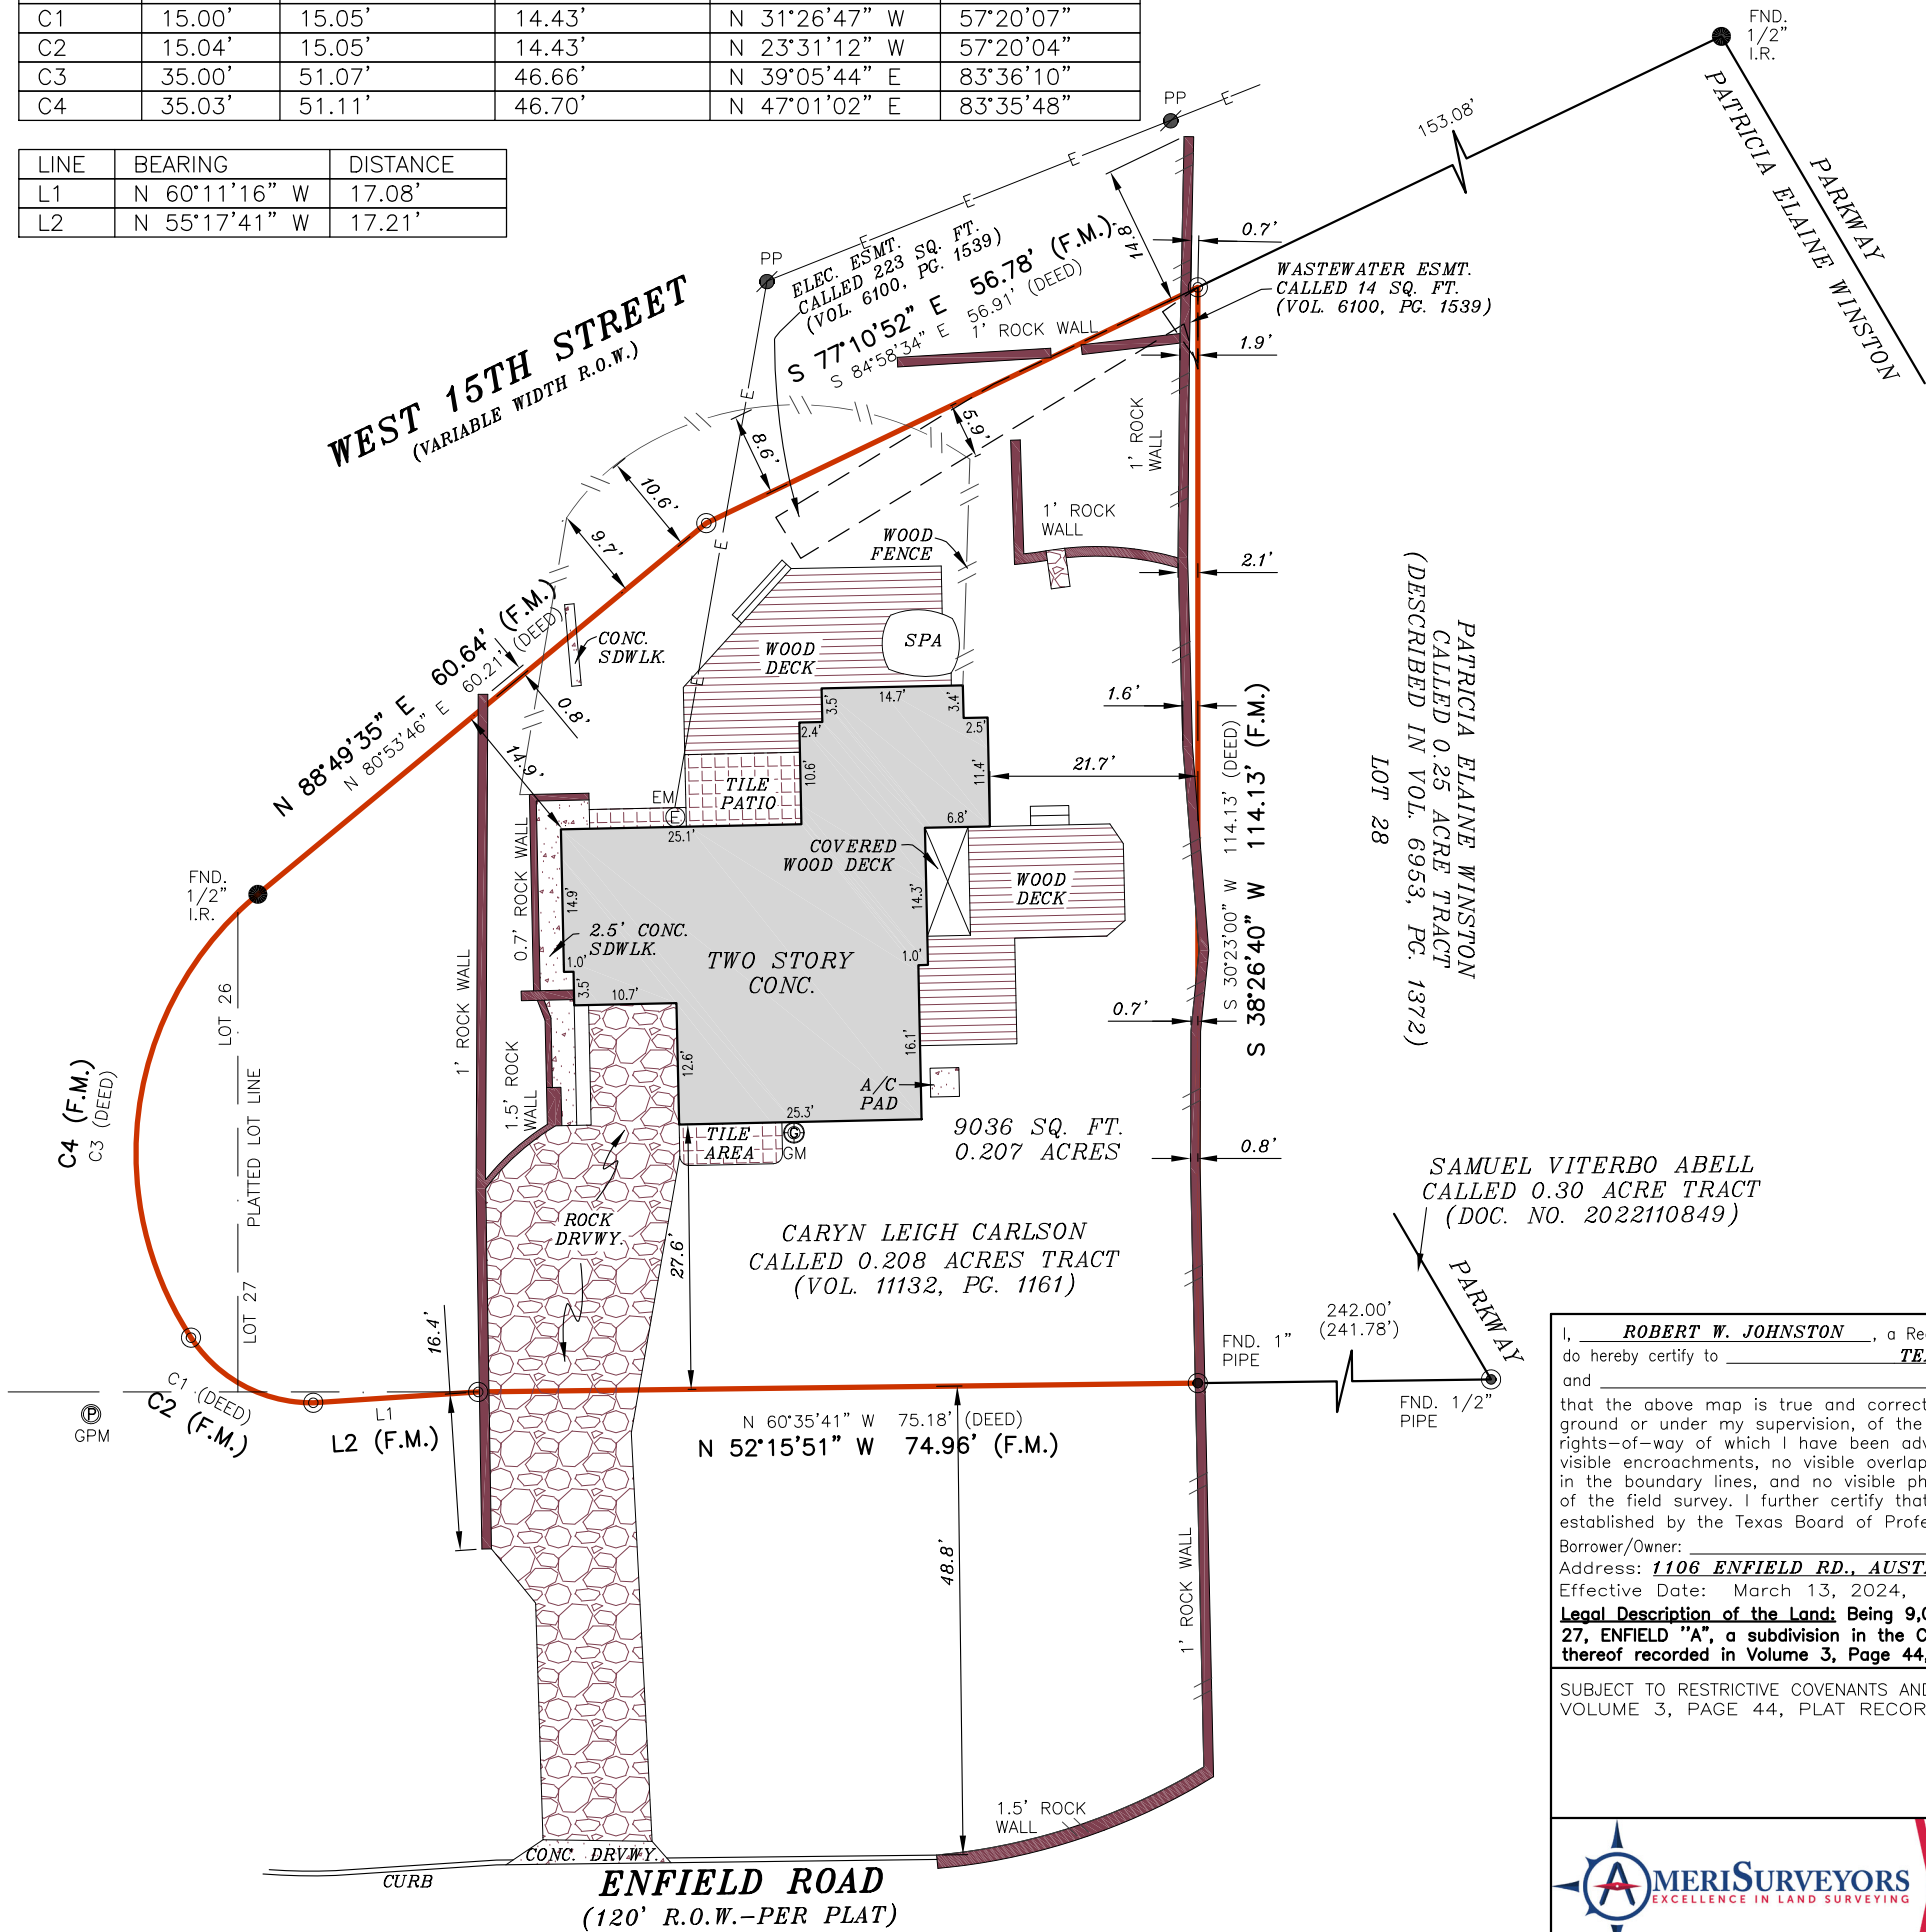 C1 15.00' 15.05' 14.43' N 31°26'47" W 57°20'07"
C2 15.04' 15.05' 14.43' N 23°31'12" W 57°20'04"
C3 35.00' 51.07' 46.66' N 39°05'44" E 83°36'10"
C4 35.03' 51.11' 46.70' N 47°01'02" E 83°35'48"
LINE BEARING DISTANCE
L1 N 60°11'16" W 17.08'
L2 N 55°17'41" W 17.21'
FND.
1/2"
I.R.
PATRICIA ELAINE WINSTON
PARKWAY
153.08'
PP
E
E
E
E
PP
14.8'
0.7'
WASTEWATER ESMT.
CALLED 14 SQ. FT.
(VOL. 6100, PG. 1539)
ELEC. ESMT.
CALLED 223 SQ. FT.
(VOL. 6100, PG. 1539)
S 77°10'52" E 56.78' (F.M.)
S 84°58'34" E 56.91' (DEED)
1' ROCK WALL
1.9'
WEST 15TH STREET
(VARIABLE WIDTH R.O.W.)
E
E
E
E
8.6'
5.9'
10.6'
9.7'
1' ROCK
WALL
1' ROCK
WALL
WOOD
FENCE
2.1'
N 88°49'35" E 60.64' (F.M.)
N 80°53'46" E 60.21' (DEED)
CONC.
SDWLK.
0.8'
14.9'
WOOD
DECK
SPA
14.7'
3.5'
3.4'
2.4'
2.5'
10.6'
11.4'
1.6'
21.7'
TILE
PATIO
EM
E
25.1'
6.8'
COVERED
WOOD DECK
WOOD
DECK
14.3'
14.9'
1.0'
1.0'
3.5'
10.7'
12.6'
16.1'
25.3'
TWO STORY
CONC.
2.5' CONC.
SDWLK.
0.7' ROCK WALL
1' ROCK WALL
1.5' ROCK
WALL
FND.
1/2"
I.R.
LOT 26
PLATTED LOT LINE
LOT 27
C4 (F.M.)
C3 (DEED)
S 30°23'00" W 114.13' (DEED)
S 38°26'40" W 114.13' (F.M.)
0.7'
PATRICIA ELAINE WINSTON
CALLED 0.25 ACRE TRACT
(DESCRIBED IN VOL. 6953, PG. 1372)
LOT 28
A/C
PAD
TILE
AREA
G
GM
9036 SQ. FT.
0.207 ACRES
0.8'
ROCK
DRVWY.
27.6'
16.4'
CARYN LEIGH CARLSON
CALLED 0.208 ACRES TRACT
(VOL. 11132, PG. 1161)
SAMUEL VITERBO ABELL
CALLED 0.30 ACRE TRACT
(DOC. NO. 2022110849)
PARKWAY
242.00'
(241.78')
FND. 1"
PIPE
FND. 1/2"
PIPE
P
GPM
C1 (DEED)
C2 (F.M.)
L1
L2 (F.M.)
N 60°35'41" W 75.18' (DEED)
N 52°15'51" W 74.96' (F.M.)
48.8'
1' ROCK WALL
1.5' ROCK
WALL
CONC. DRVWY.
CURB
ENFIELD ROAD
(120' R.O.W.-PER PLAT)
I, ROBERT W. JOHNSTON, a Re
do hereby certify to TE
and
that the above map is true and correct
ground or under my supervision, of the
rights-of-way of which I have been adv
visible encroachments, no visible overlap
in the boundary lines, and no visible ph
of the field survey. I further certify that
established by the Texas Board of Profe
Borrower/Owner:
Address: 1106 ENFIELD RD., AUST
Effective Date: March 13, 2024,
Legal Description of the Land: Being 9,0
27, ENFIELD "A", a subdivision in the C
thereof recorded in Volume 3, Page 44,
SUBJECT TO RESTRICTIVE COVENANTS AND
VOLUME 3, PAGE 44, PLAT RECOR
AMERISURVEYORS
EXCELLENCE IN LAND SURVEYING